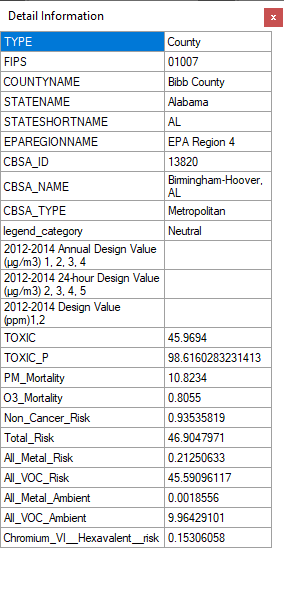 Detail Information
x
TYPE County
FIPS 01007
COUNTYNAME Bibb County
STATENAME Alabama
STATESHORTNAME AL
EPAREGIONNAME EPA Region 4
CBSA_ID 13820
CBSA_NAME Birmingham-Hoover,
AL
CBSA_TYPE Metropolitan
legend_category Neutral
2012-2014 Annual Design Value
(µg/m3) 1, 2, 3, 4
2012-2014 24-hour Design Value
(µg/m3) 2, 3, 4, 5
2012-2014 Design Value
(ppm)1,2
TOXIC 45.9694
TOXIC_P 98.6160283231413
PM_Mortality 10.8234
O3_Mortality 0.8055
Non_Cancer_Risk 0.93535819
Total_Risk 46.9047971
All_Metal_Risk 0.21250633
All_VOC_Risk 45.59096117
All_Metal_Ambient 0.0018556
All_VOC_Ambient 9.96429101
Chromium_VI__Hexavalent__risk 0.15306058